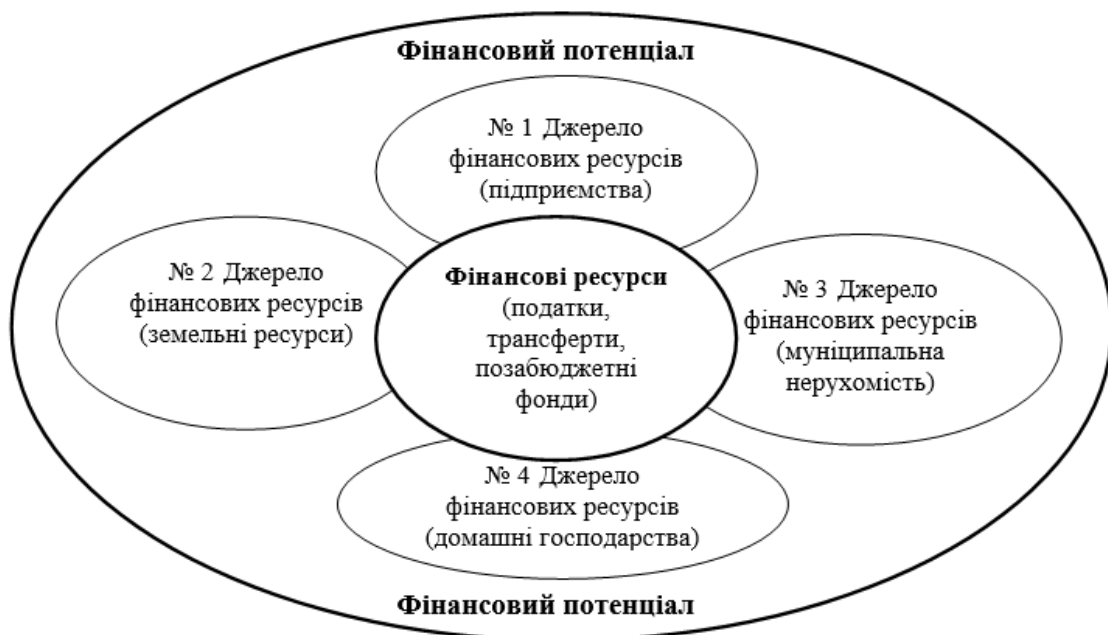 Фінансовий потенціал
№ 1 Джерело
фінансових ресурсів
(підприємства)
№ 2 Джерело
фінансових ресурсів
(земельні ресурси)
Фінансові ресурси
(податки,
трансферти,
позабюджетні
фонди)
№ 3 Джерело
фінансових ресурсів
(муніципальна
нерухомість)
№ 4 Джерело
фінансових ресурсів
(домашні господарства)
Фінансовий потенціал